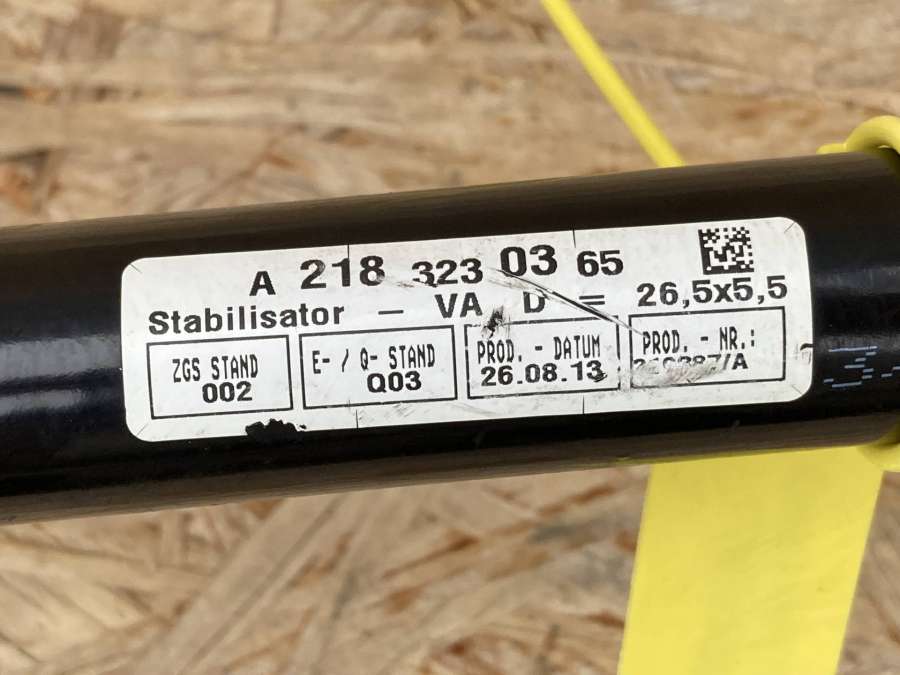 A 218 323 03 65
Stabilisator – VA D = 26,5x5,5
ZGS STAND
002
E- / Q- STAND
Q03
PROD. - DATUM
26.08.13
PROD. - NR.: